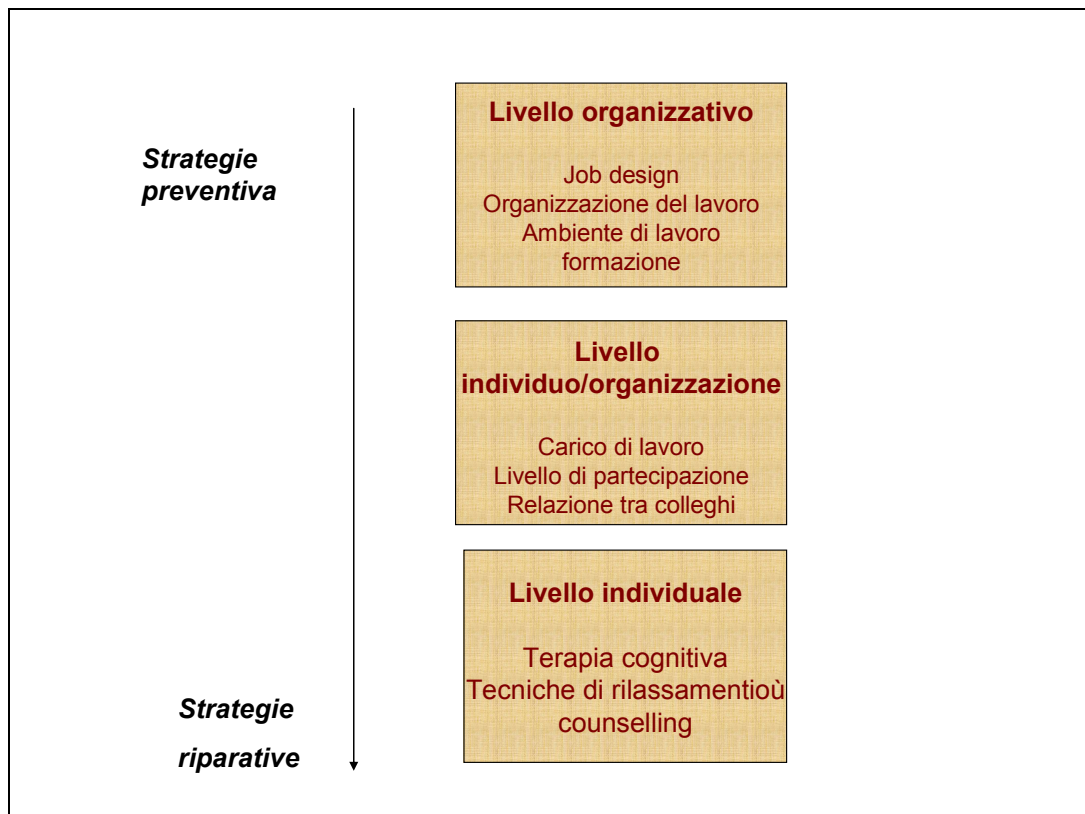 Strategie
preventiva
Livello organizzativo
Job design
Organizzazione del lavoro
Ambiente di lavoro
formazione
Livello
individuo/organizzazione
Carico di lavoro
Livello di partecipazione
Relazione tra colleghi
Livello individuale
Terapia cognitiva
Tecniche di rilassamentioù
counselling
Strategie
riparative